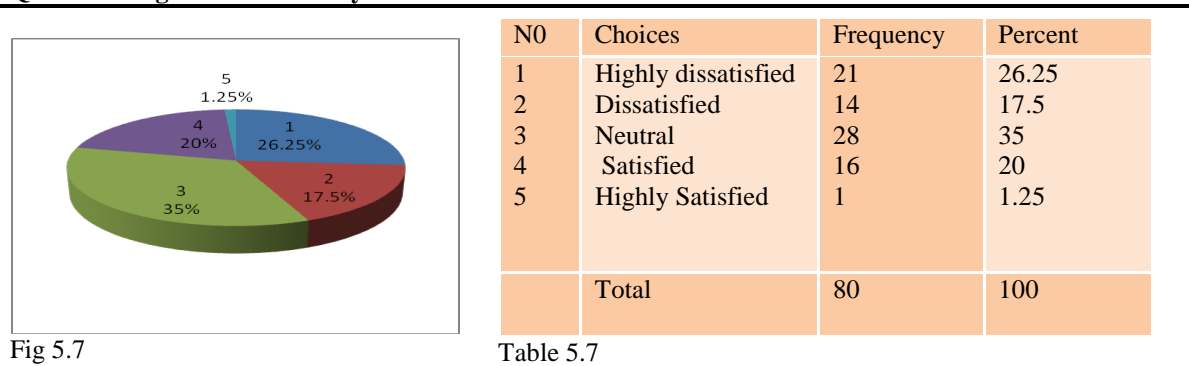 5
1.25%
4
20%
1
26.25%
2
17.5%
3
35%
Fig 5.7
N0 Choices Frequency Percent
1 Highly dissatisfied 21 26.25
2 Dissatisfied 14 17.5
3 Neutral 28 35
4 Satisfied 16 20
5 Highly Satisfied 1 1.25
Total 80 100
Table 5.7